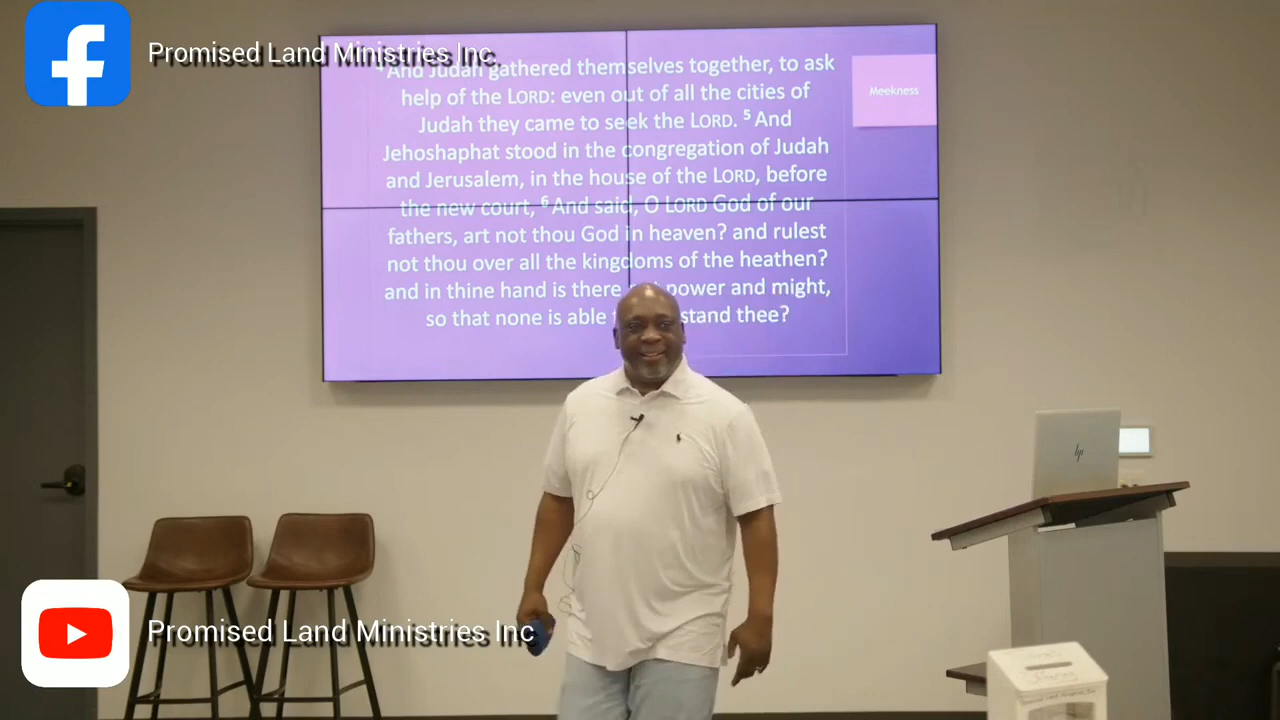 Promised Land Ministries Inc.
And Judah gathered themselves together, to ask
help of the LORD: even out of all the cities of
Judah they came to seek the LORD. 5 And
Jehoshaphat stood in the congregation of Judah
and Jerusalem, in the house of the LORD, before
the new court, 6 And said, O LORD God of our
fathers, art not thou God in heaven? and rulest
not thou over all the kingdoms of the heathen?
and in thine hand is there power and might,
so that none is able stand thee?
Meekness
hp
Promised Land Ministries Inc